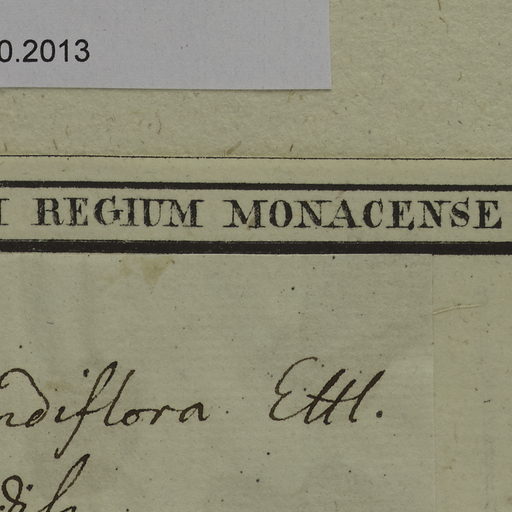 0.2013
REGIUM MONACENSE
ndiflora Ettl.